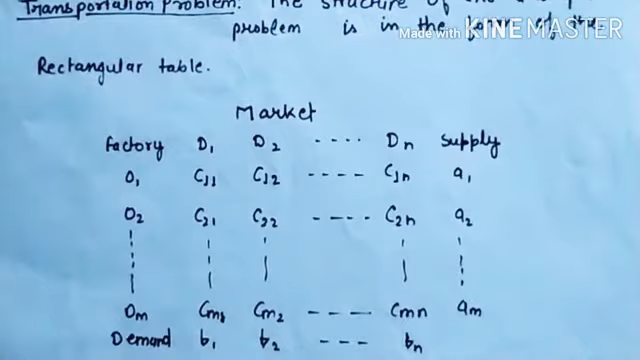 Transportation Problem: The structure of the
problem is in the form of
Made with KINEMASTER
Rectangular table.
Market
Factory D1 D2 ---- Dn Supply
O1 C11 C12 ---- C1n a1
O2 C21 C22 ---- C2n a2
Om Cm1 Cm2 ---- Cmn am
Demand b1 b2 --- bn